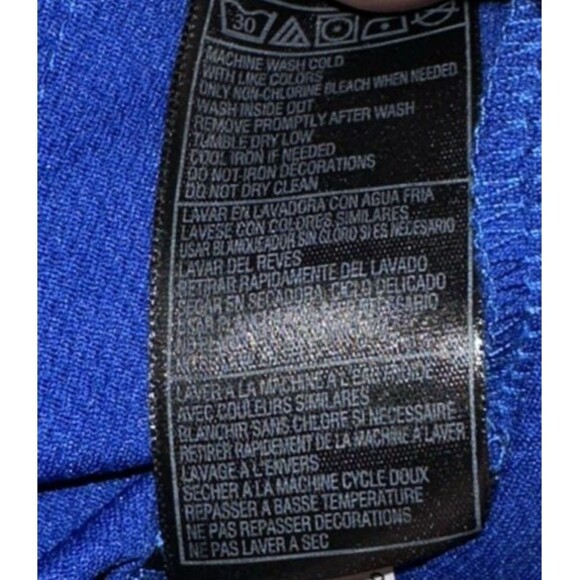 30
MACHINE WASH COLD
WITH LIKE COLORS
ONLY NON-CHLORINE BLEACH WHEN NEEDED
WASH INSIDE OUT
REMOVE PROMPTLY AFTER WASH
TUMBLE DRY LOW
COOL IRON IF NEEDED
DO NOT IRON DECORATIONS
DO NOT DRY CLEAN
LAVAR EN LAVADORA CON AGUA FRIA
LAVESE CON COLORES SIMILARES
USAR BLANQUEADOR SIN CLORO SI ES NECESARIO
LAVAR DEL REVES
RETIRAR RAPIDAMENTE DEL LAVADO
SECAR EN SECADORA, CICLO DELICADO
NECESARIO
LAVER A LA MACHINE A L'EAU FROIDE
AVEC COULEURS SIMILAIRES
BLANCHIR SANS CHLORE SI NECESSAIRE
RETIRER RAPIDEMENT DE LA MACHINE A LAVER
LAVAGE A L'ENVERS
SECHER A LA MACHINE CYCLE DOUX
REPASSER A BASSE TEMPERATURE
NE PAS REPASSER DECORATIONS
NE PAS LAVER A SEC